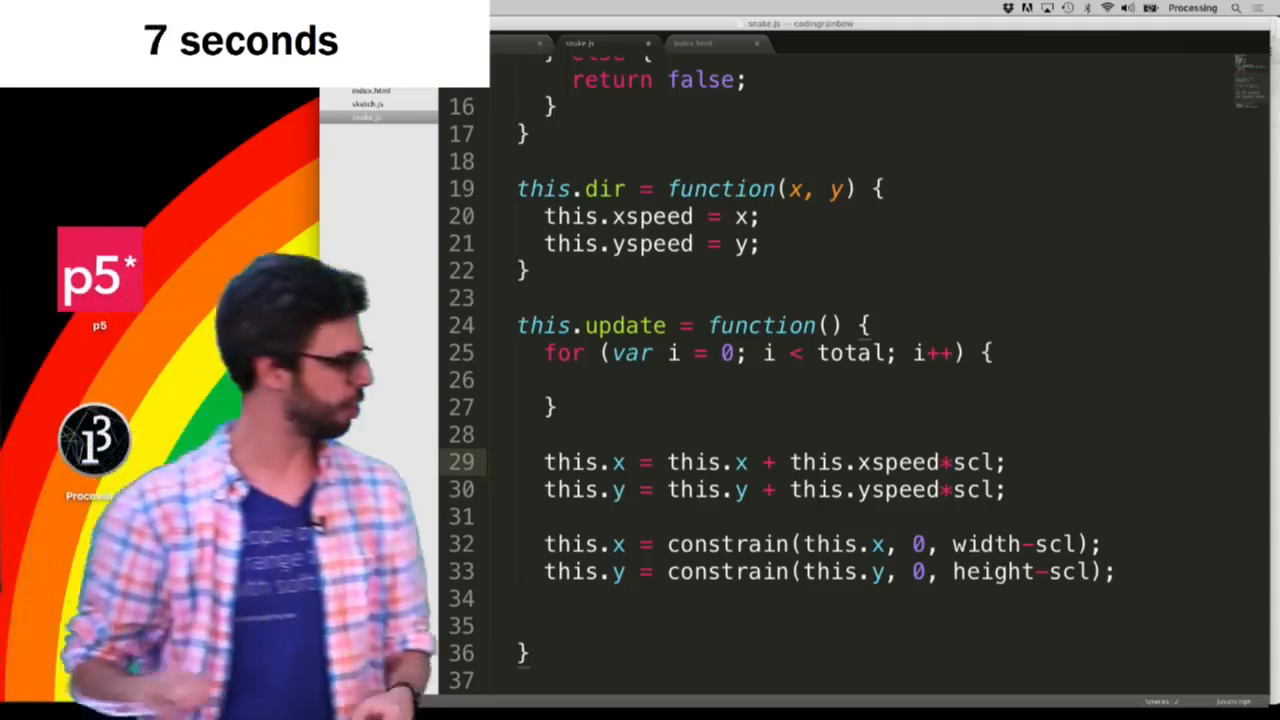 7 seconds
Processing
snake.js — codingrainbow
snake.js
index.html
index.html
sketch.js
snake.js
} else {
return false;
16 }
17 }
18
19 this.dir = function(x, y) {
20 this.xspeed = x;
21 this.yspeed = y;
22 }
23
24 this.update = function() {
25 for (var i = 0; i < total; i++) {
26
27 }
28
29 this.x = this.x + this.xspeed*scl;
30 this.y = this.y + this.yspeed*scl;
31
32 this.x = constrain(this.x, 0, width-scl);
33 this.y = constrain(this.y, 0, height-scl);
34
35
36 }
37
p5*
p5
JavaScript